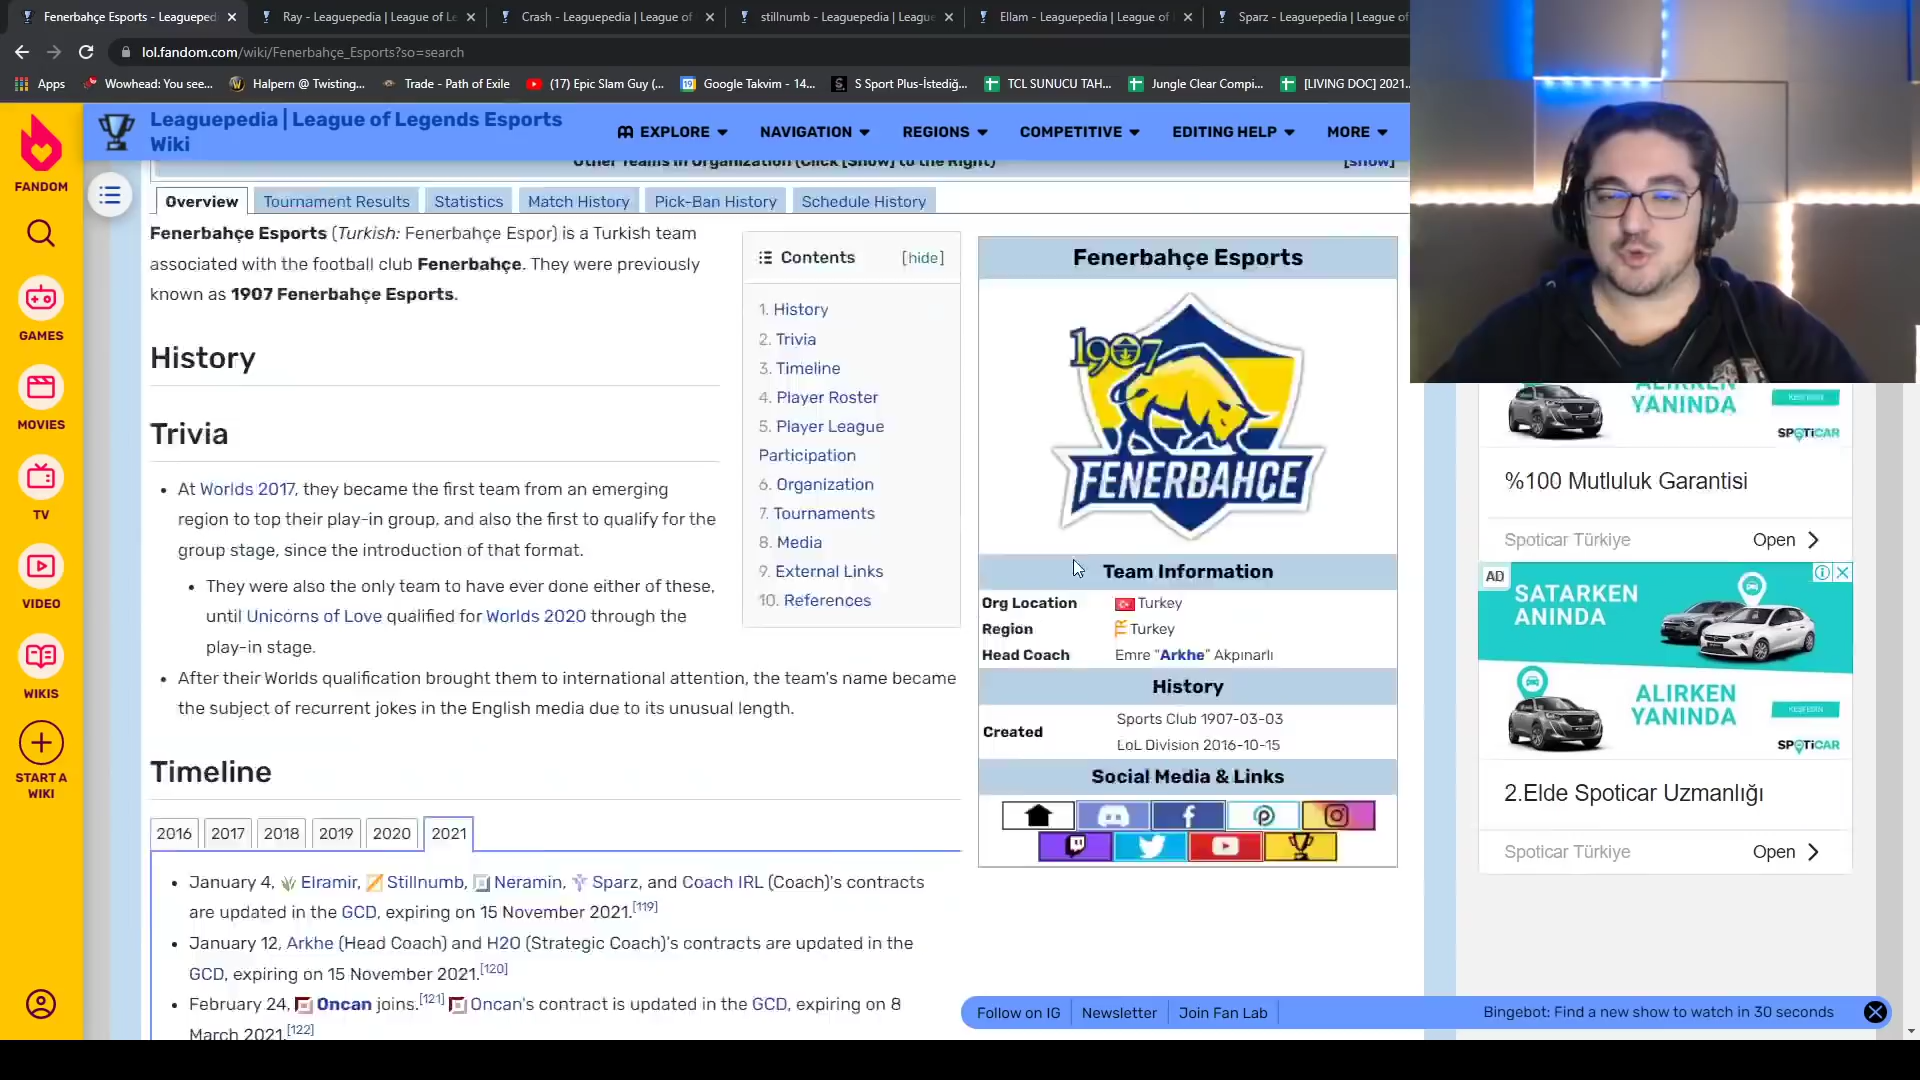 Fenerbahçe Esports - Leaguepedi
Ray - Leaguepedia | League of Le
Crash - Leaguepedia | League of
stillnumb - Leaguepedia | League
Ellam - Leaguepedia | League of
Sparz - Leaguepedia | League of
lol.fandom.com/wiki/Fenerbahçe_Esports?so=search
Apps
Wowhead: You see...
Halpern @ Twisting...
Trade - Path of Exile
(17) Epic Slam Guy (...
Google Takvim - 14...
S Sport Plus-İstediğ...
TCL SUNUCU TAH...
Jungle Clear Compi...
[LIVING DOC] 2021..
FANDOM
GAMES
MOVIES
TV
VIDEO
WIKIS
START A
WIKI
Leaguepedia | League of Legends Esports
Wiki
EXPLORE
NAVIGATION
REGIONS
COMPETITIVE
EDITING HELP
MORE
Other Teams in Organization (Click [Show] to the Right)
[show]
Overview
Tournament Results
Statistics
Match History
Pick-Ban History
Schedule History
Fenerbahçe Esports (Turkish: Fenerbahçe Espor) is a Turkish team
associated with the football club Fenerbahçe. They were previously
known as 1907 Fenerbahçe Esports.
History
Trivia
• At Worlds 2017, they became the first team from an emerging
region to top their play-in group, and also the first to qualify for the
group stage, since the introduction of that format.
• They were also the only team to have ever done either of these,
until Unicorns of Love qualified for Worlds 2020 through the
play-in stage.
• After their Worlds qualification brought them to international attention, the team's name became
the subject of recurrent jokes in the English media due to its unusual length.
Timeline
2016
2017
2018
2019
2020
2021
• January 4, Elramir, Stillnumb, Neramin, Sparz, and Coach IRL (Coach)'s contracts
are updated in the GCD, expiring on 15 November 2021.[119]
• January 12, Arkhe (Head Coach) and H2O (Strategic Coach)'s contracts are updated in the
GCD, expiring on 15 November 2021.[120]
• February 24, Oncan joins.[121] Oncan's contract is updated in the GCD, expiring on 8
March 2021.[122]
Contents
[hide]
1. History
2. Trivia
3. Timeline
4. Player Roster
5. Player League
Participation
6. Organization
7. Tournaments
8. Media
9. External Links
10. References
Fenerbahçe Esports
1907
FENERBAHÇE
Team Information
Org Location Turkey
Region Turkey
Head Coach Emre "Arkhe" Akpınarlı
History
Created
Sports Club 1907-03-03
LoL Division 2016-10-15
Social Media & Links
ALIRKEN
YANINDA
KEŞFEDİN
SPOTiCAR
%100 Mutluluk Garantisi
Spoticar Türkiye
Open
AD
SATARKEN
ANINDA
ALIRKEN
YANINDA
KEŞFEDİN
SPOTiCAR
2.Elde Spoticar Uzmanlığı
Spoticar Türkiye
Open
Follow on IG
Newsletter
Join Fan Lab
Bingebot: Find a new show to watch in 30 seconds